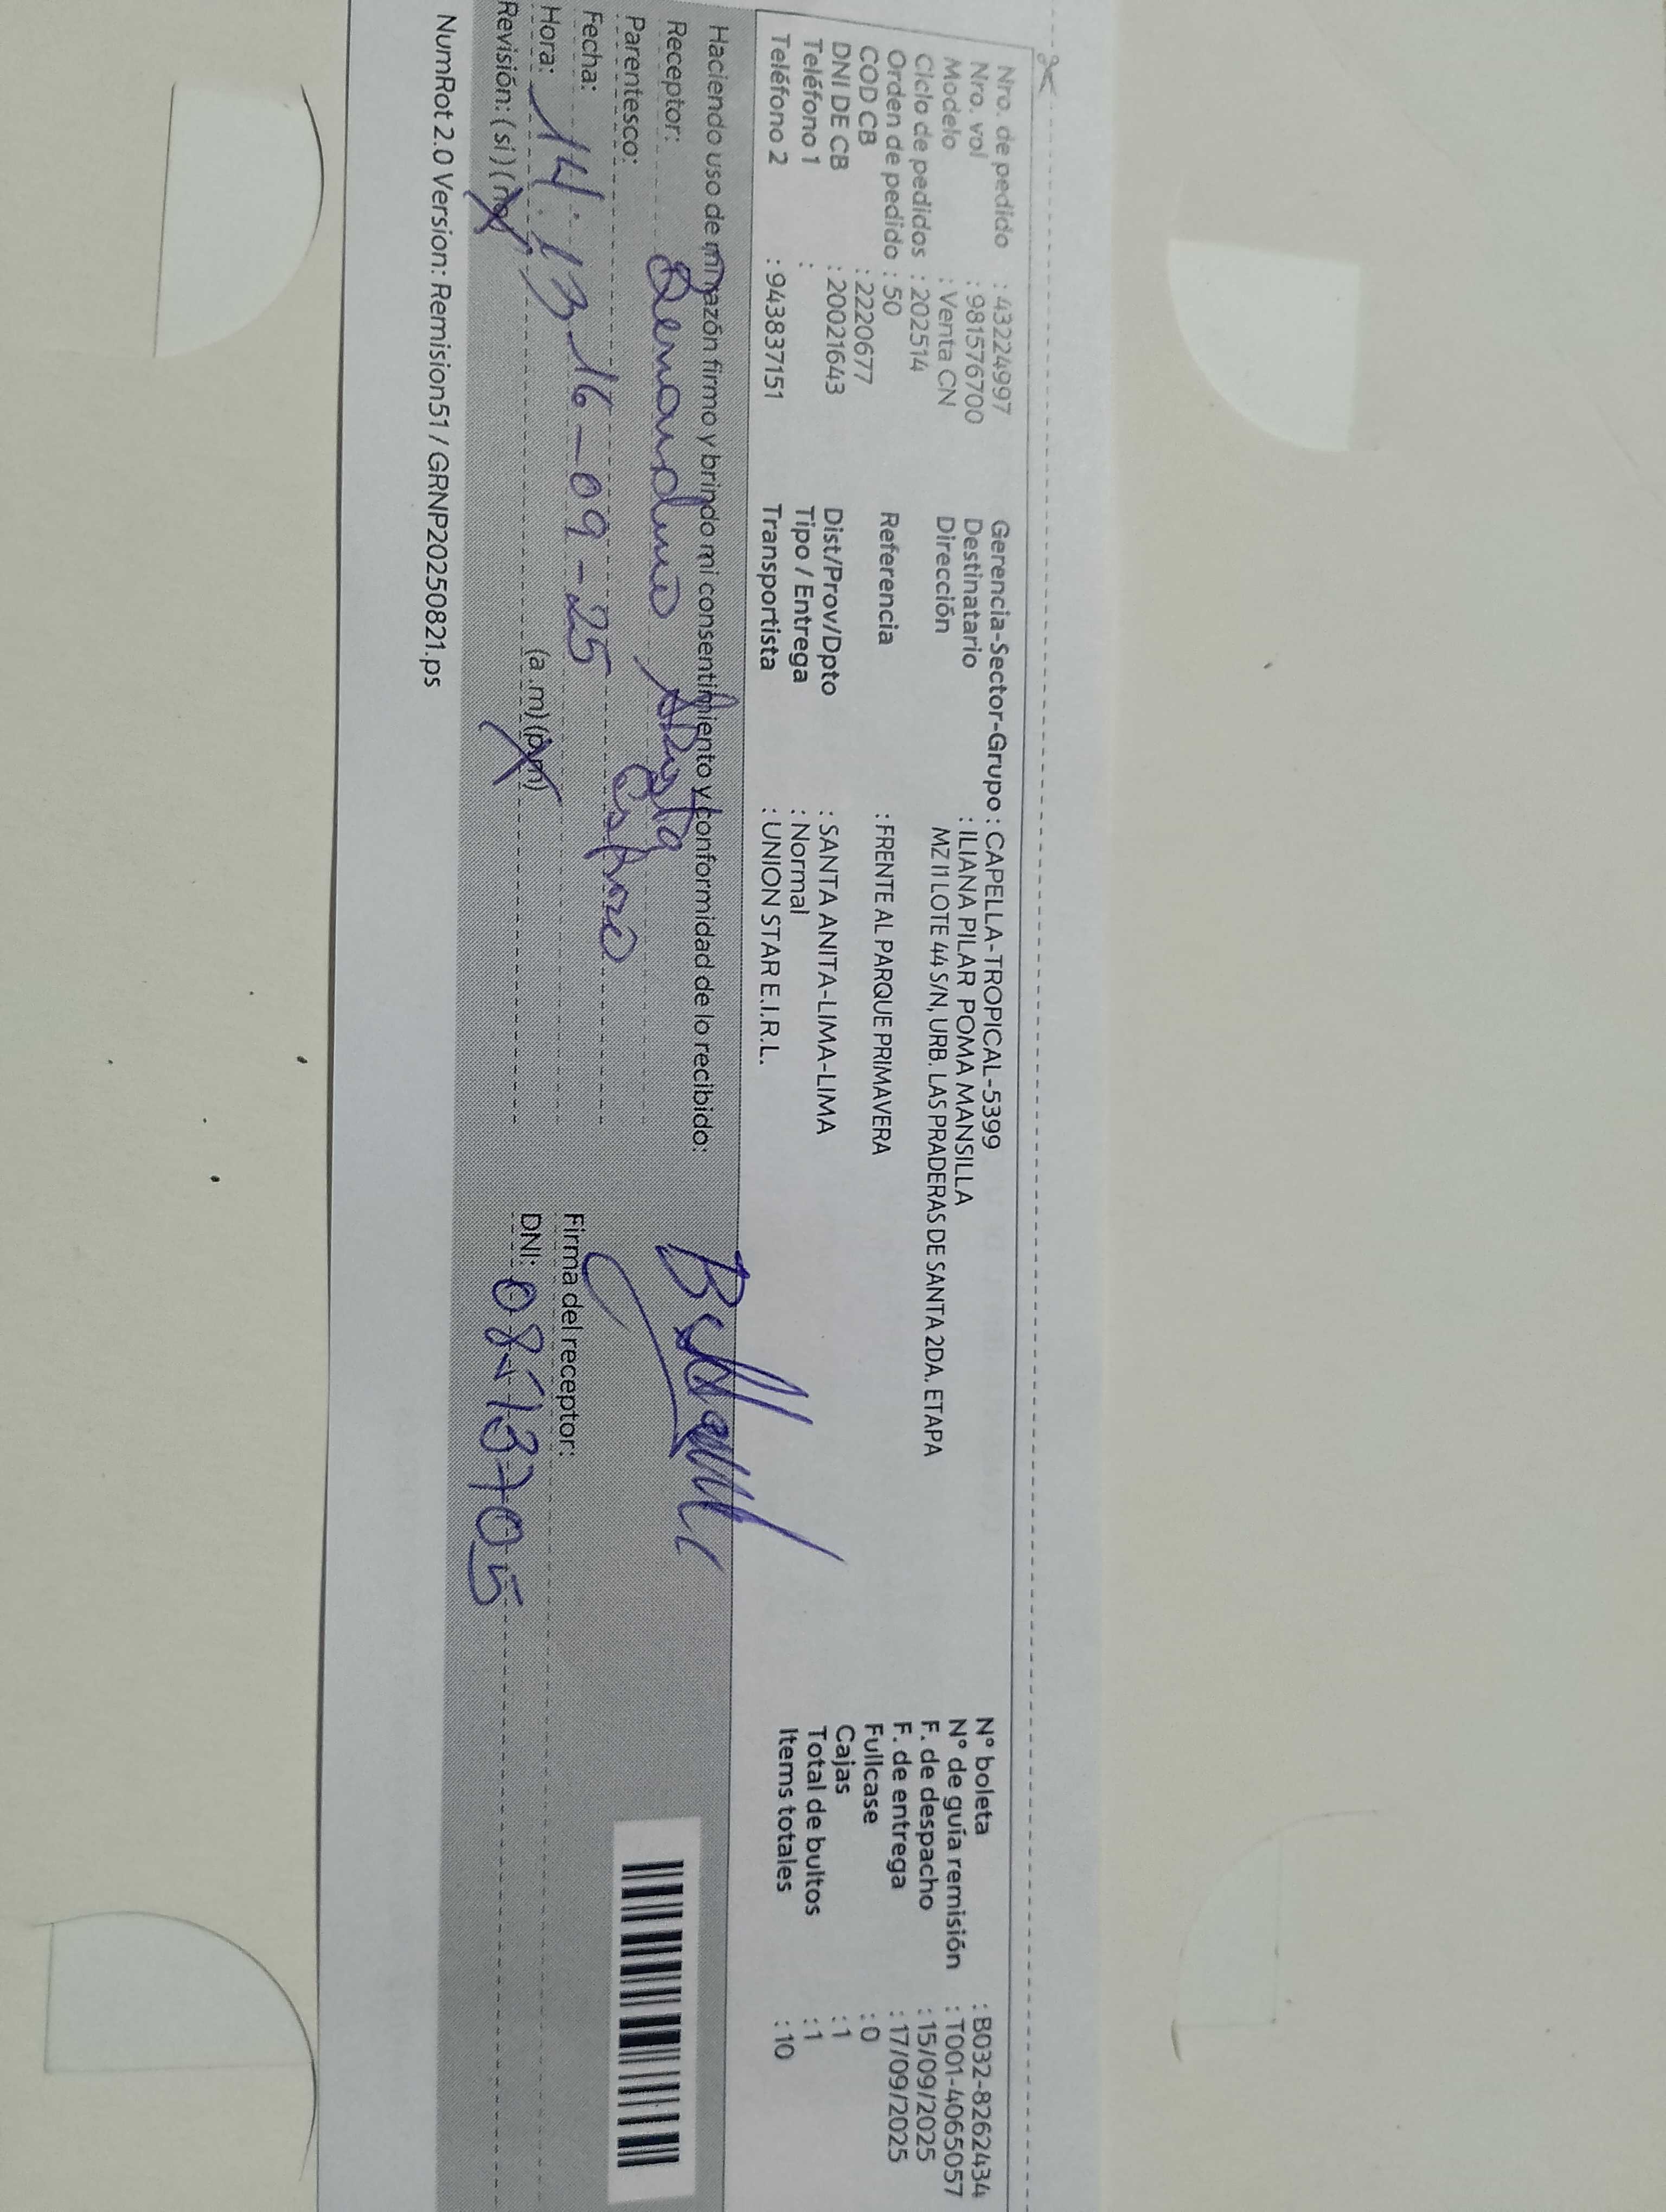 Nro. de pedido : 43224997
Nro. vol : 981576700
Modelo : Venta CN
Ciclo de pedidos : 202514
Orden de pedido : 50
COD CB : 2220677
DNI DE CB : 20021643
Teléfono 1 :
Teléfono 2 : 943837151
Gerencia-Sector-Grupo : CAPELLA-TROPICAL-5399
Destinatario : ILIANA PILAR POMA MANSILLA
Dirección MZ I1 LOTE 44 S/N, URB. LAS PRADERAS DE SANTA 2DA. ETAPA
Referencia : FRENTE AL PARQUE PRIMAVERA
Dist/Prov/Dpto : SANTA ANITA-LIMA-LIMA
Tipo / Entrega : Normal
Transportista : UNION STAR E.I.R.L.
N° boleta : B032-8262434
N° de guía remisión : T001-4065057
F. de despacho : 15/09/2025
F. de entrega : 17/09/2025
Fullcase : 0
Cajas : 1
Total de bultos : 1
Items totales : 10
Haciendo uso de mi razón firmo y brindo mi consentimiento y conformidad de lo recibido:
Receptor: Bernardino
Parentesco: Esposo
Fecha: 16-09-25
Hora: 14:13 (a.m) (p.m)
Revisión: (si) (no)
Firma del receptor:
DNI: 08413705
NumRot 2.0 Version: Remision51 / GRNP20250821.ps